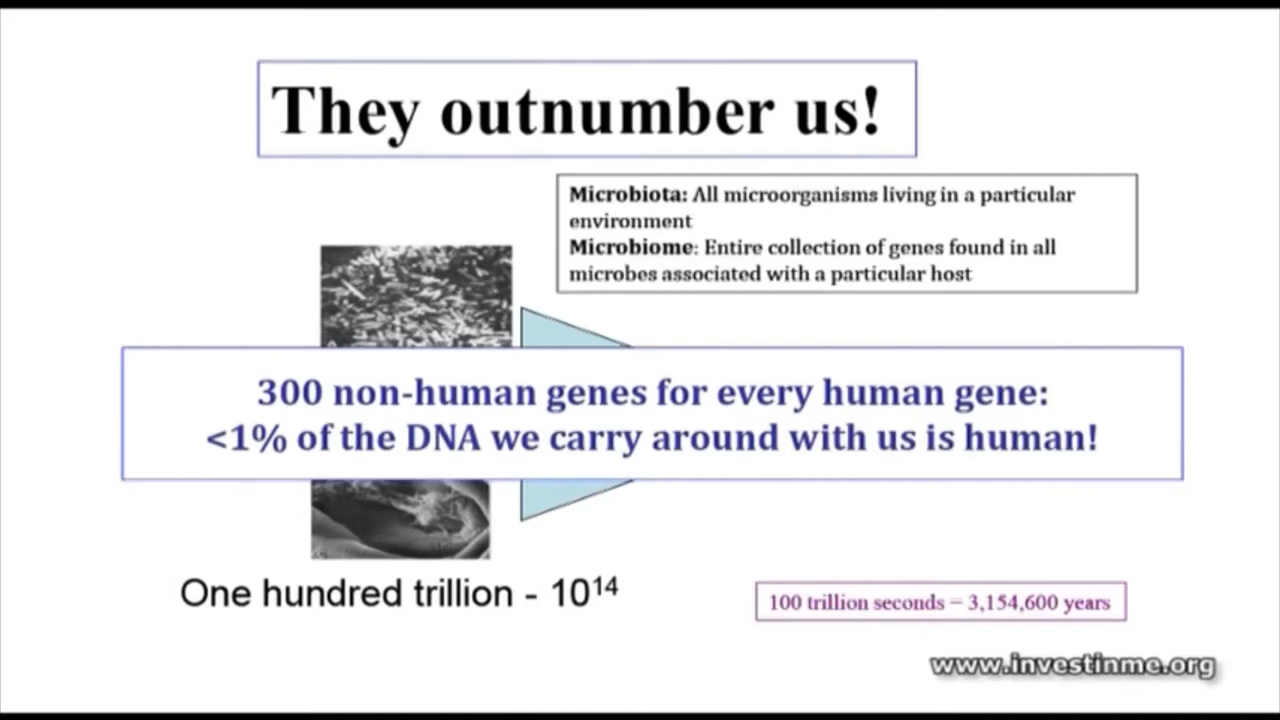 They outnumber us!
Microbiota: All microorganisms living in a particular
environment
Microbiome: Entire collection of genes found in all
microbes associated with a particular host
300 non-human genes for every human gene:
<1% of the DNA we carry around with us is human!
One hundred trillion - 10¹⁴
100 trillion seconds = 3,154,600 years
www.investinme.org